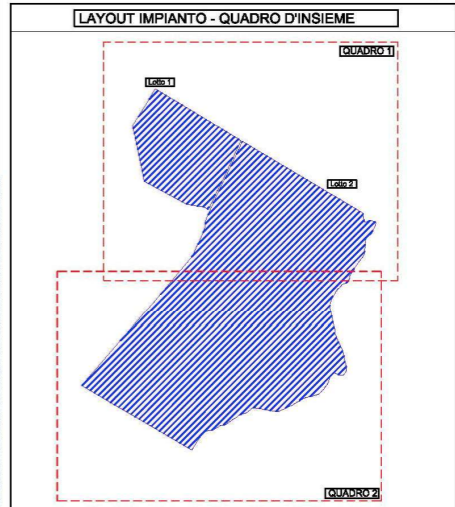 LAYOUT IMPIANTO - QUADRO D'INSIEME
QUADRO 1
Lotto 1
Lotto 2
QUADRO 2